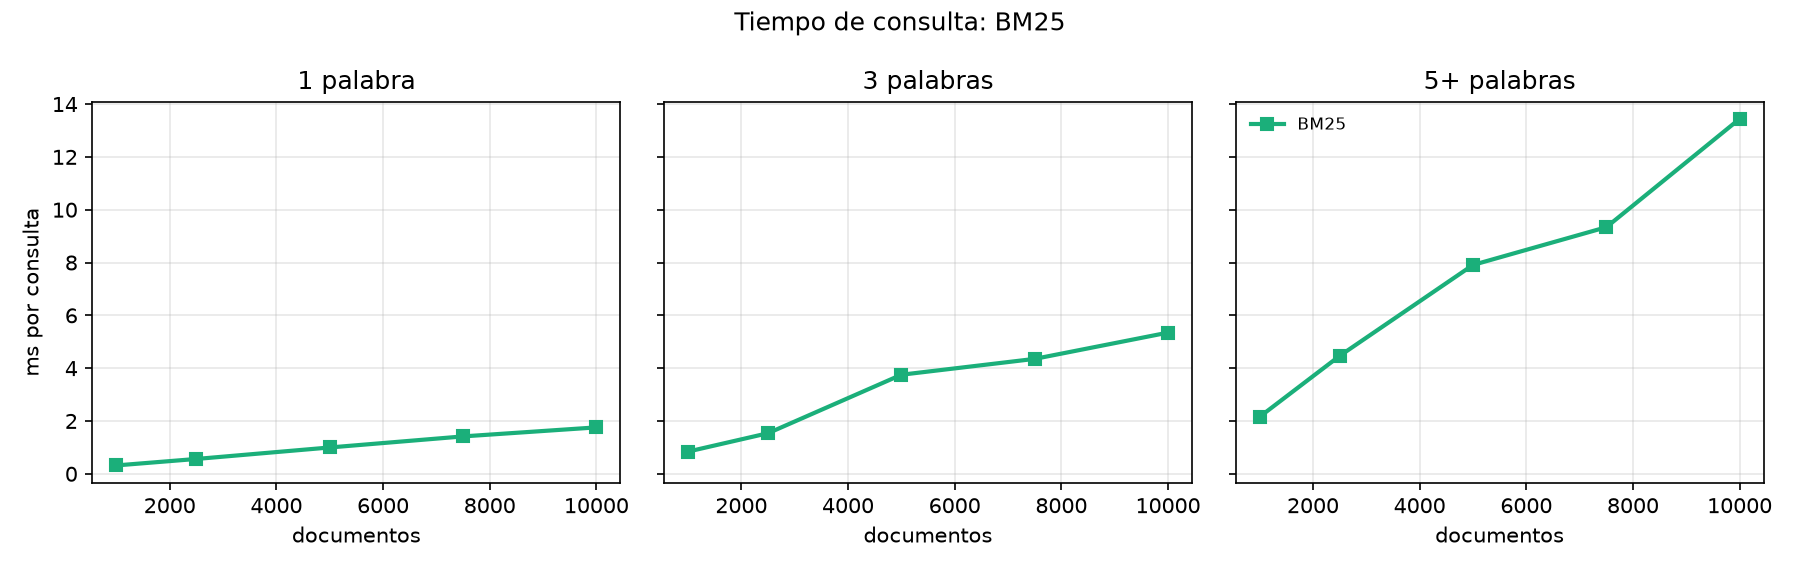 Tiempo de consulta: BM25
1 palabra
3 palabras
5+ palabras
14
12
10
8
6
4
2
0
ms por consulta
BM25
2000 4000 6000 8000 10000
2000 4000 6000 8000 10000
2000 4000 6000 8000 10000
documentos
documentos
documentos